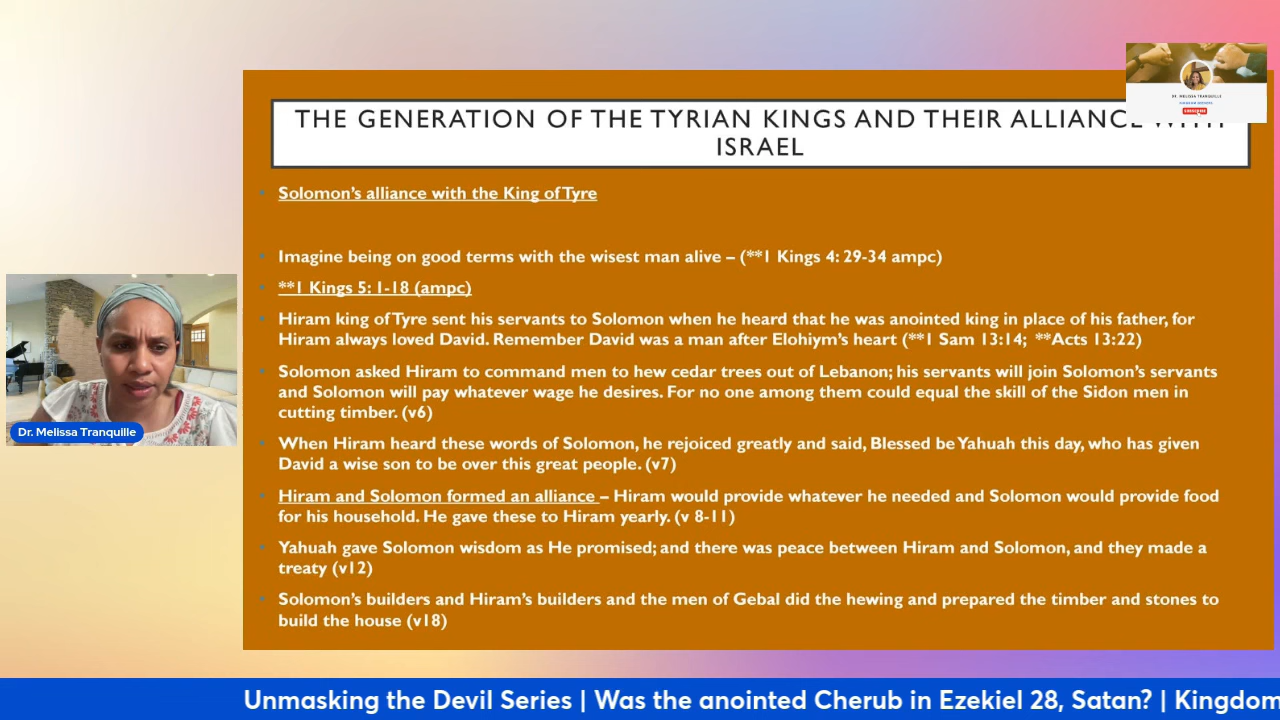 THE GENERATION OF THE TYRIAN KINGS AND THEIR ALLIANCE WITH
ISRAEL
DR. MELISSA TRANQUILLE
SUBSCRIBE
Solomon's alliance with the King of Tyre
Imagine being on good terms with the wisest man alive – (**1 Kings 4: 29-34 ampc)
**1 Kings 5: 1-18 (ampc)
Hiram king of Tyre sent his servants to Solomon when he heard that he was anointed king in place of his father, for
Hiram always loved David. Remember David was a man after Elohiym's heart (**1 Sam 13:14; **Acts 13:22)
Solomon asked Hiram to command men to hew cedar trees out of Lebanon; his servants will join Solomon's servants
and Solomon will pay whatever wage he desires. For no one among them could equal the skill of the Sidon men in
cutting timber. (v6)
When Hiram heard these words of Solomon, he rejoiced greatly and said, Blessed be Yahuah this day, who has given
David a wise son to be over this great people. (v7)
Hiram and Solomon formed an alliance – Hiram would provide whatever he needed and Solomon would provide food
for his household. He gave these to Hiram yearly. (v 8-11)
Yahuah gave Solomon wisdom as He promised; and there was peace between Hiram and Solomon, and they made a
treaty (v12)
Solomon's builders and Hiram's builders and the men of Gebal did the hewing and prepared the timber and stones to
build the house (v18)
Dr. Melissa Tranquille
Unmasking the Devil Series | Was the anointed Cherub in Ezekiel 28, Satan? | Kingdom